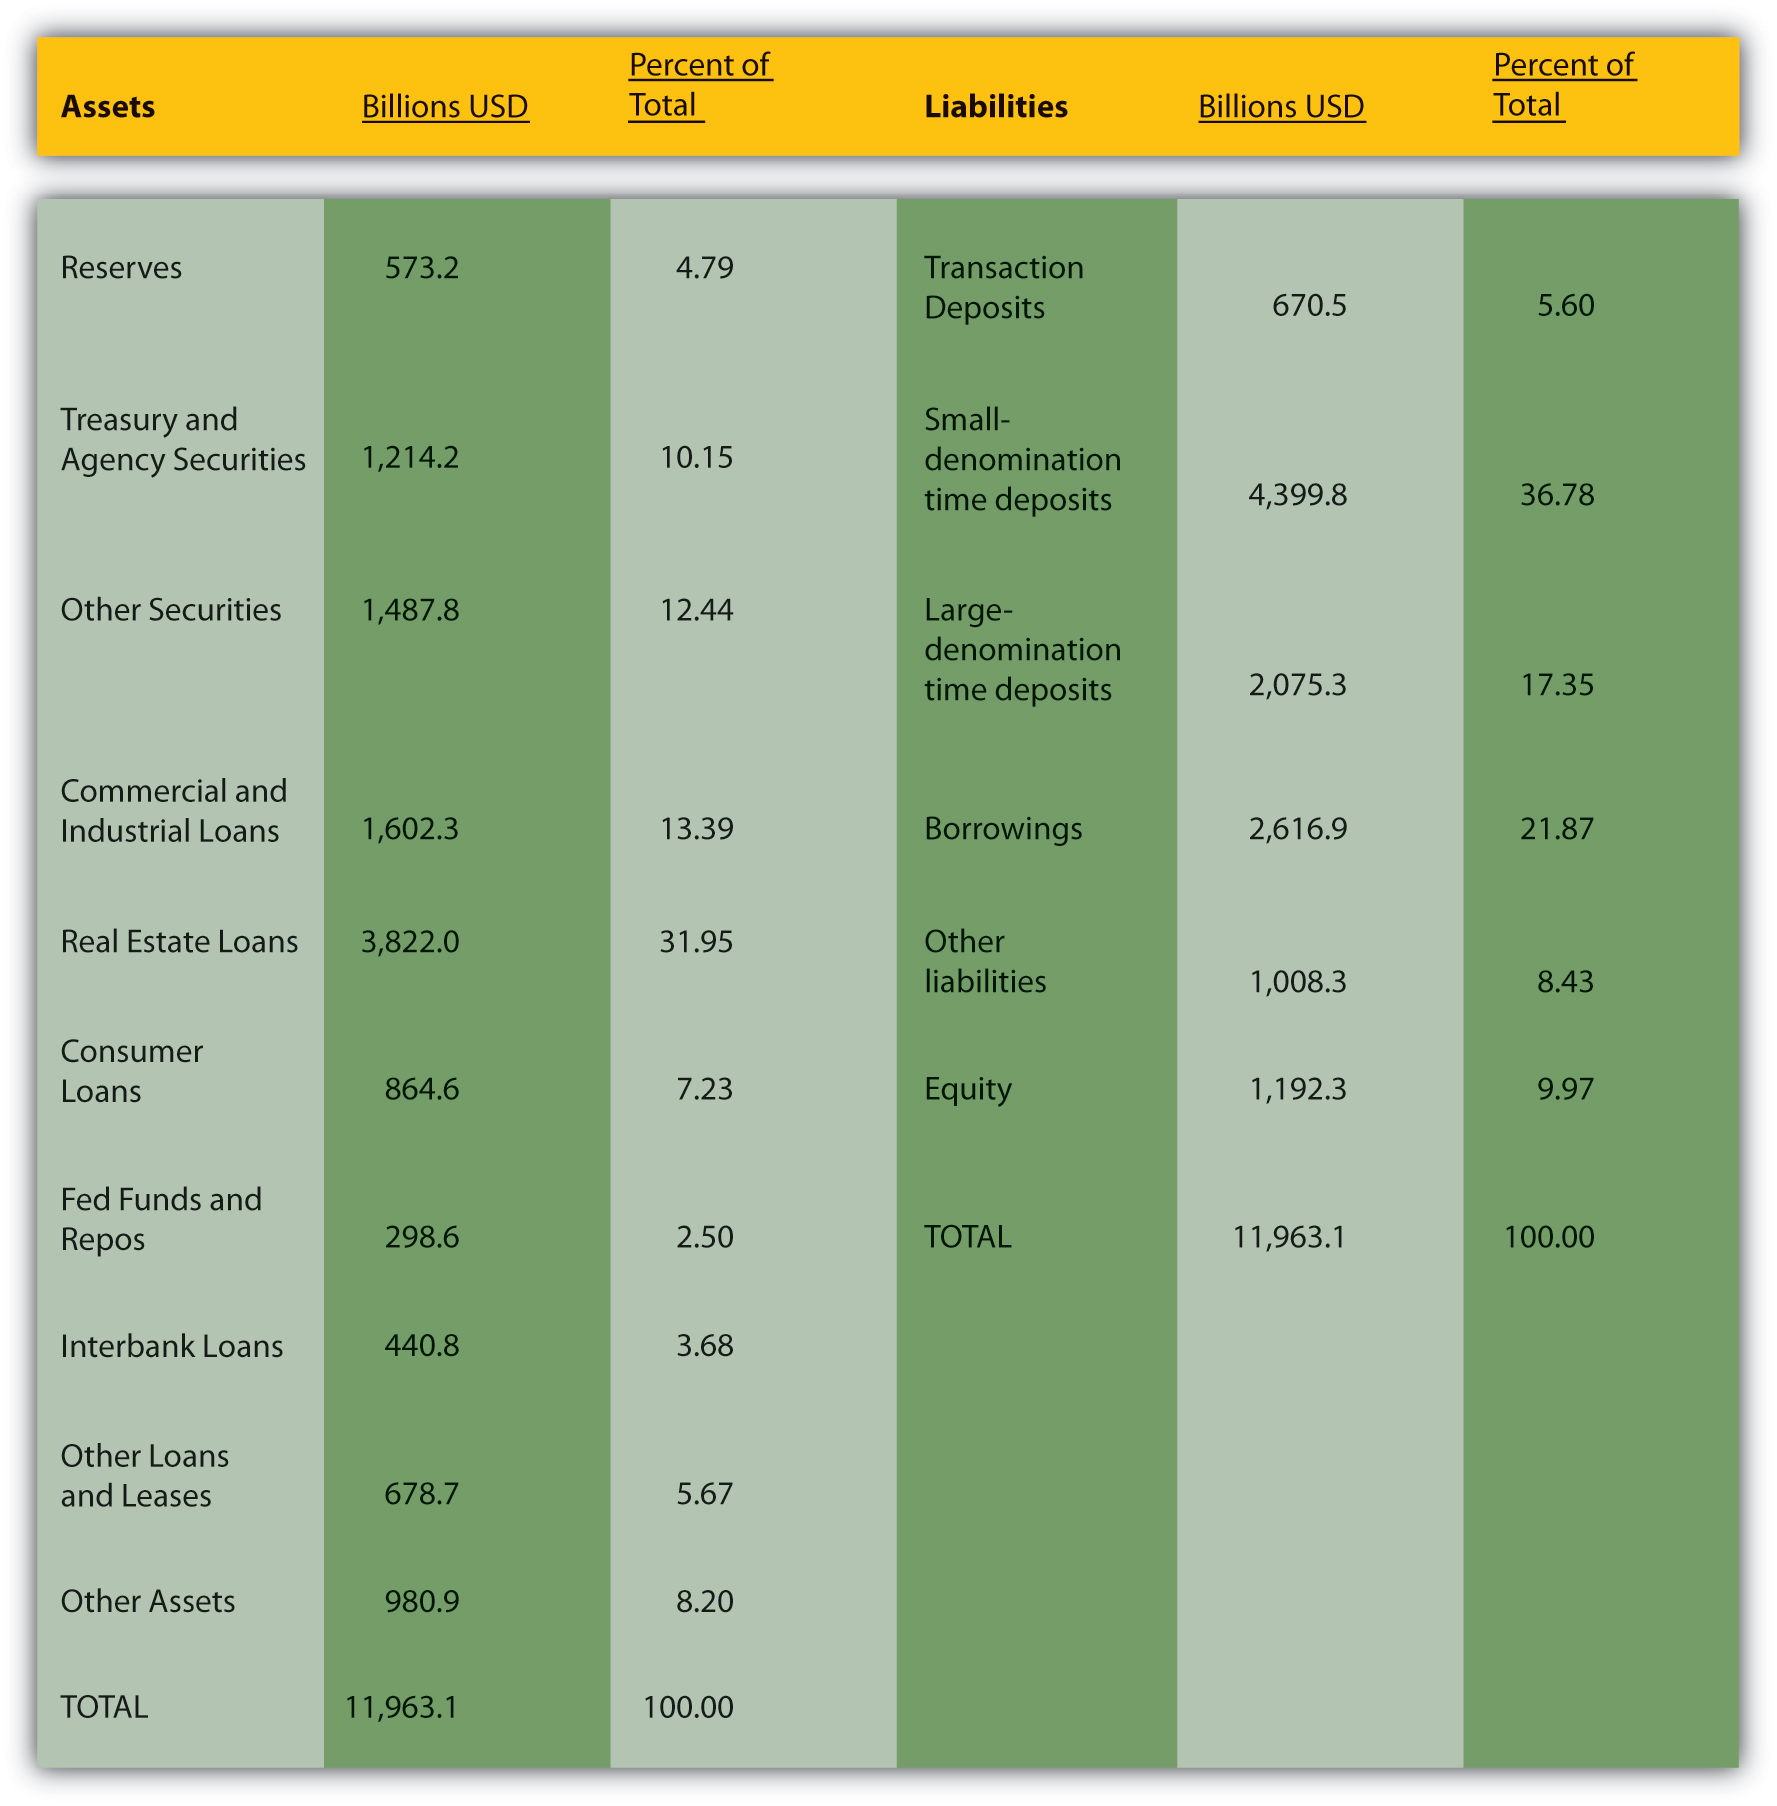 Assets Billions USD Percent of Total Liabilities Billions USD Percent of Total
Reserves 573.2 4.79 Transaction Deposits 670.5 5.60
Treasury and Agency Securities 1,214.2 10.15 Small-denomination time deposits 4,399.8 36.78
Other Securities 1,487.8 12.44 Large-denomination time deposits 2,075.3 17.35
Commercial and Industrial Loans 1,602.3 13.39 Borrowings 2,616.9 21.87
Real Estate Loans 3,822.0 31.95 Other liabilities 1,008.3 8.43
Consumer Loans 864.6 7.23 Equity 1,192.3 9.97
Fed Funds and Repos 298.6 2.50 TOTAL 11,963.1 100.00
Interbank Loans 440.8 3.68
Other Loans and Leases 678.7 5.67
Other Assets 980.9 8.20
TOTAL 11,963.1 100.00